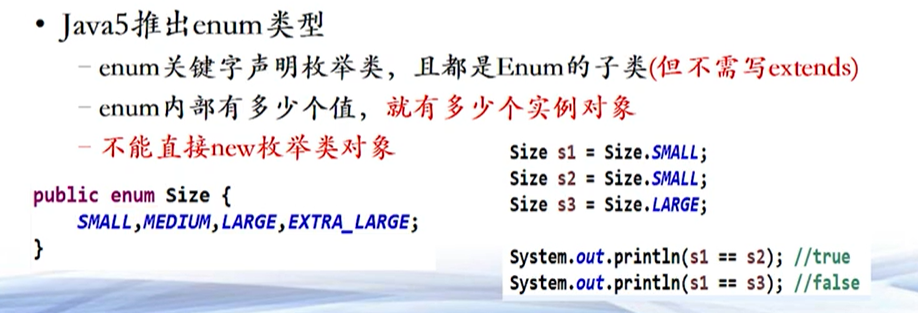 • Java5推出enum类型
– enum关键字声明枚举类，且都是Enum的子类(但不需写extends)
– enum内部有多少个值，就有多少个实例对象
– 不能直接new枚举类对象
public enum Size {
SMALL,MEDIUM,LARGE,EXTRA_LARGE;
}
Size s1 = Size.SMALL;
Size s2 = Size.SMALL;
Size s3 = Size.LARGE;
System.out.println(s1 == s2); //true
System.out.println(s1 == s3); //false